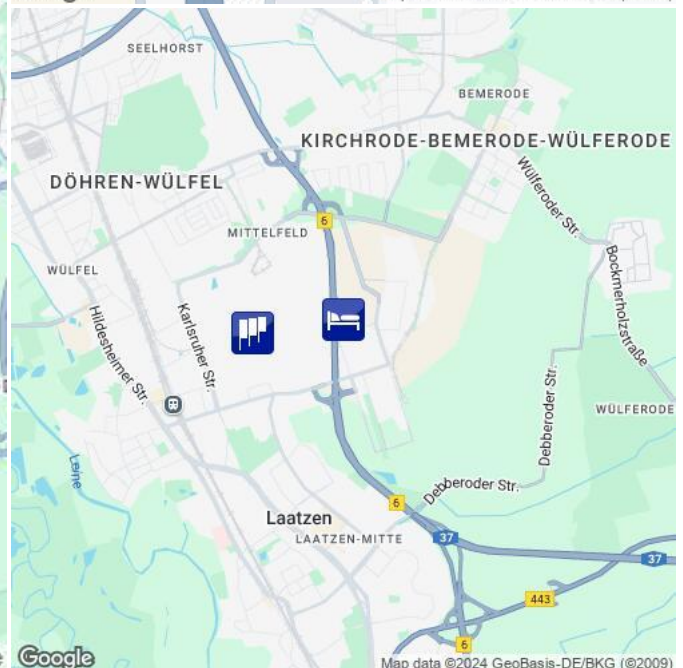 SEELHORST
BEMERODE
KIRCHRODE-BEMERODE-WÜLFERODE
DÖHREN-WÜLFEL
Wülferoder Str.
6
MITTELFELD
WÜLFEL
Bockmerholzstraße
Hildesheimer Str.
Karlsruher Str.
Debberoder Str.
WÜLFERODE
Leine
Debberoder Str.
6
Laatzen
LAATZEN-MITTE
37
37
443
6
Google
Map data ©2024 GeoBasis-DE/BKG (©2009)